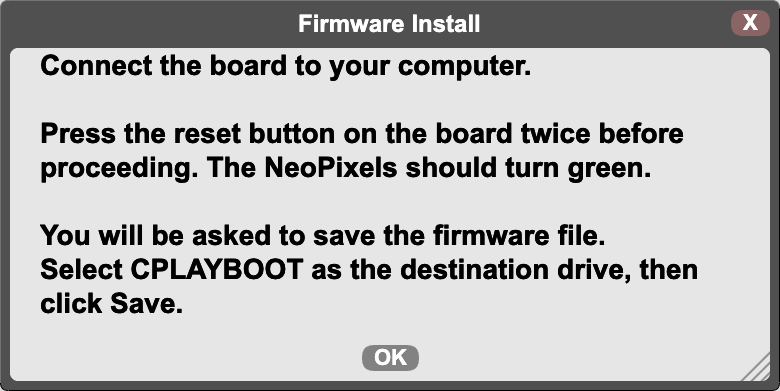 Firmware Install
X
Connect the board to your computer.
Press the reset button on the board twice before
proceeding. The NeoPixels should turn green.
You will be asked to save the firmware file.
Select CPLAYBOOT as the destination drive, then
click Save.
OK